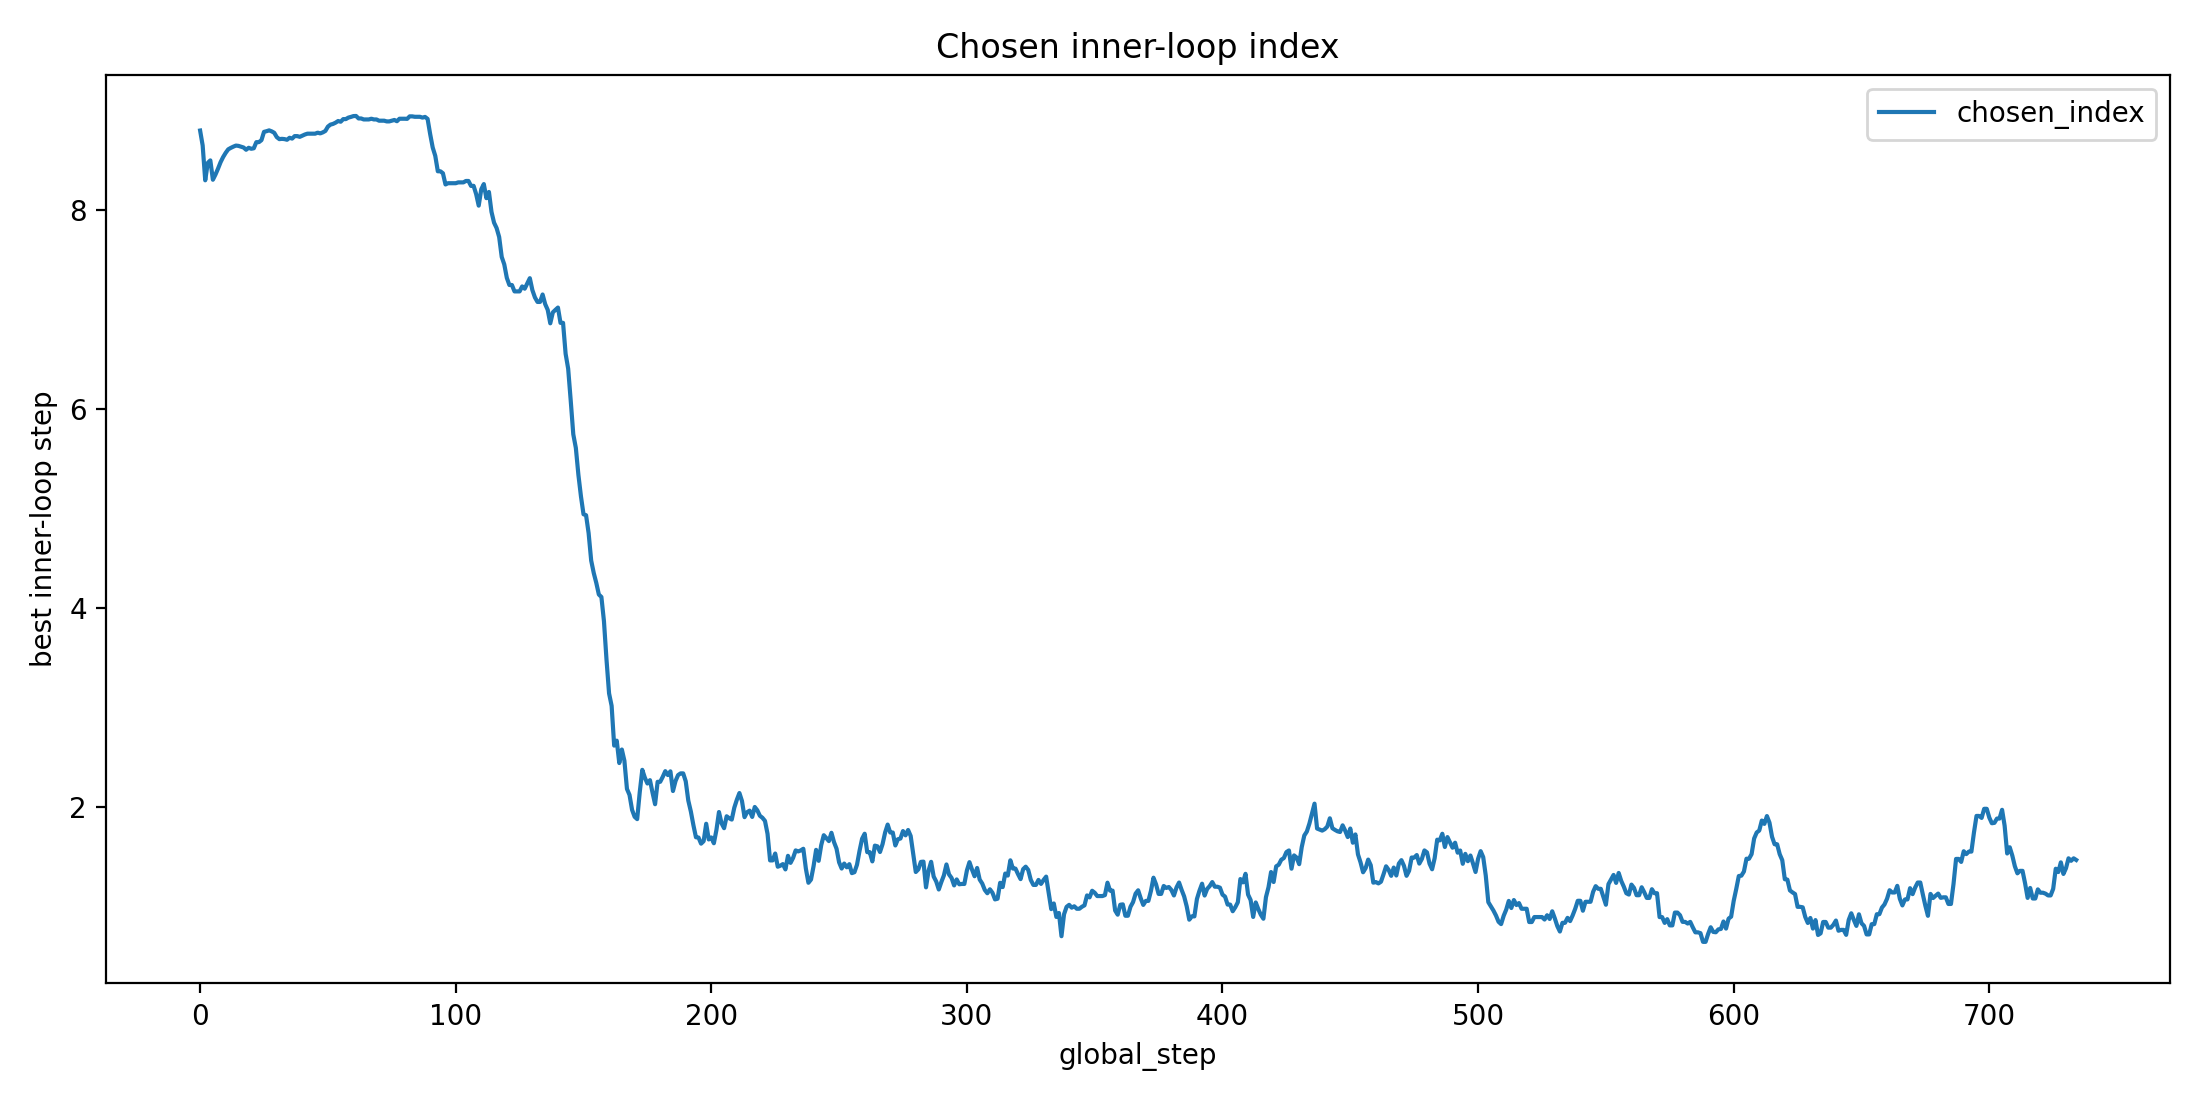 Chosen inner-loop index
chosen_index
best inner-loop step
8
6
4
2
0 100 200 300 400 500 600 700
global_step